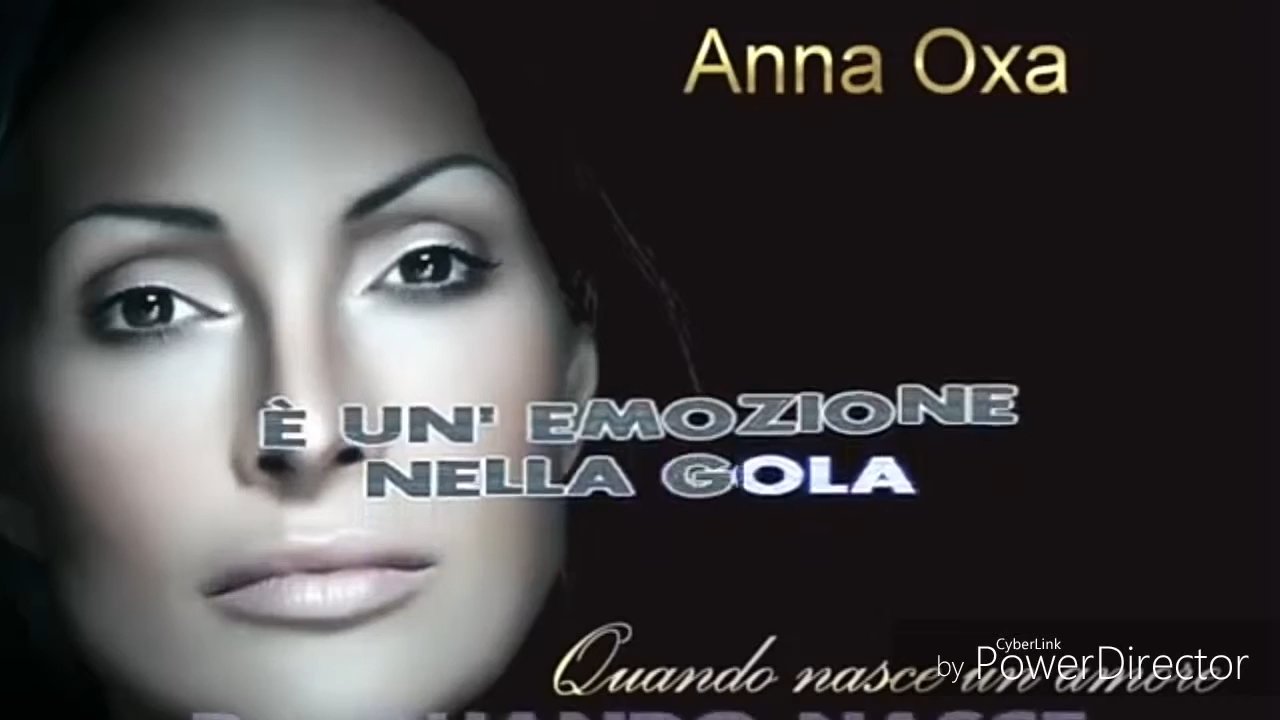 Anna Oxa
È UN' EMOZIONE
NELLA GOLA
Quando nasce un amore
CyberLink
by PowerDirector